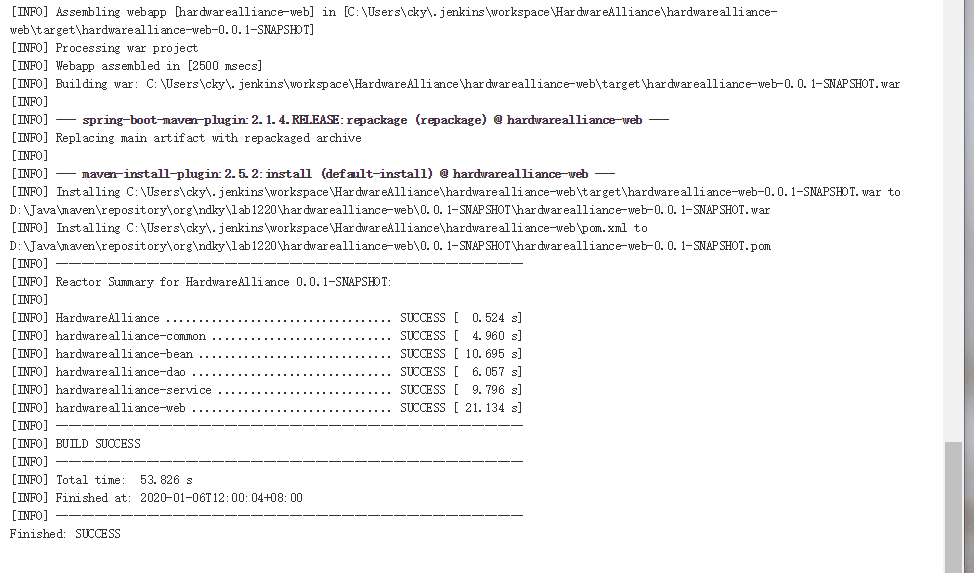 [INFO] Assembling webapp [hardwarealliance-web] in [C:\Users\cky\.jenkins\workspace\HardwareAlliance\hardwarealliance-
web\target\hardwarealliance-web-0.0.1-SNAPSHOT]
[INFO] Processing war project
[INFO] Webapp assembled in [2500 msecs]
[INFO] Building war: C:\Users\cky\.jenkins\workspace\HardwareAlliance\hardwarealliance-web\target\hardwarealliance-web-0.0.1-SNAPSHOT.war
[INFO]
[INFO] --- spring-boot-maven-plugin:2.1.4.RELEASE:repackage (repackage) @ hardwarealliance-web ---
[INFO] Replacing main artifact with repackaged archive
[INFO]
[INFO] --- maven-install-plugin:2.5.2:install (default-install) @ hardwarealliance-web ---
[INFO] Installing C:\Users\cky\.jenkins\workspace\HardwareAlliance\hardwarealliance-web\target\hardwarealliance-web-0.0.1-SNAPSHOT.war to
D:\Java\maven\repository\org\ndky\lab1220\hardwarealliance-web\0.0.1-SNAPSHOT\hardwarealliance-web-0.0.1-SNAPSHOT.war
[INFO] Installing C:\Users\cky\.jenkins\workspace\HardwareAlliance\hardwarealliance-web\pom.xml to
D:\Java\maven\repository\org\ndky\lab1220\hardwarealliance-web\0.0.1-SNAPSHOT\hardwarealliance-web-0.0.1-SNAPSHOT.pom
[INFO] ------------------------------------------------------------------------
[INFO] Reactor Summary for HardwareAlliance 0.0.1-SNAPSHOT:
[INFO]
[INFO] HardwareAlliance ................................... SUCCESS [  0.524 s]
[INFO] hardwarealliance-common ............................ SUCCESS [  4.960 s]
[INFO] hardwarealliance-bean .............................. SUCCESS [ 10.695 s]
[INFO] hardwarealliance-dao ............................... SUCCESS [  6.057 s]
[INFO] hardwarealliance-service ........................... SUCCESS [  9.796 s]
[INFO] hardwarealliance-web ............................... SUCCESS [ 21.134 s]
[INFO] ------------------------------------------------------------------------
[INFO] BUILD SUCCESS
[INFO] ------------------------------------------------------------------------
[INFO] Total time:  53.826 s
[INFO] Finished at: 2020-01-06T12:00:04+08:00
[INFO] ------------------------------------------------------------------------
Finished: SUCCESS